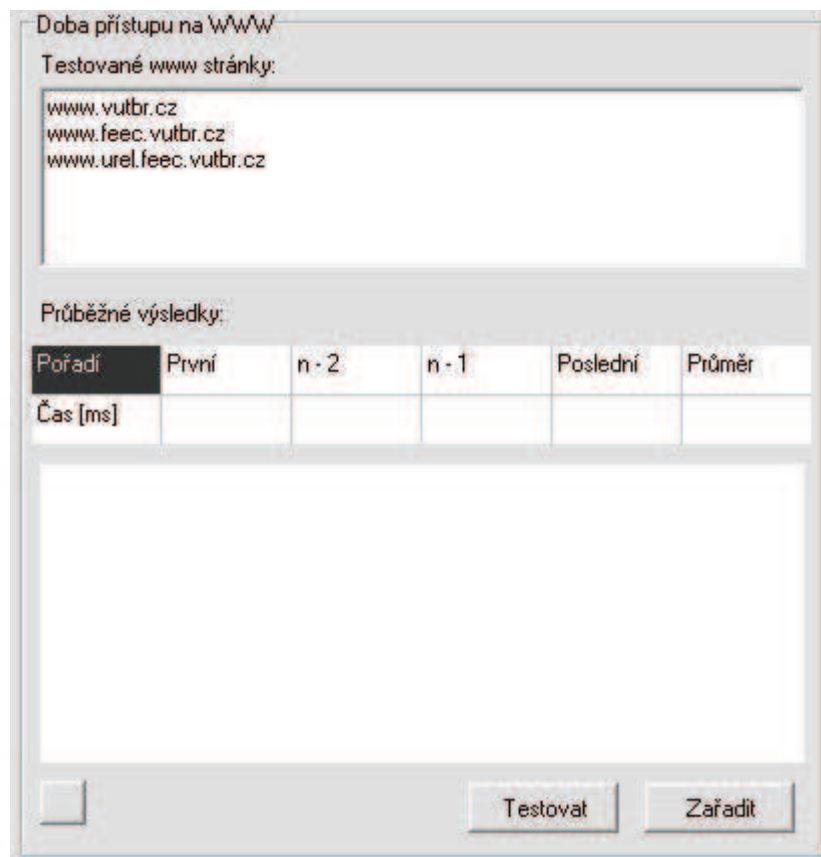 Doba přístupu na WWW
Testované www stránky:
www.vutbr.cz
www.feec.vutbr.cz
www.urel.feec.vutbr.cz
Průběžné výsledky:
Pořadí První n - 2 n - 1 Poslední Průměr
Čas [ms]
Testovat Zařadit